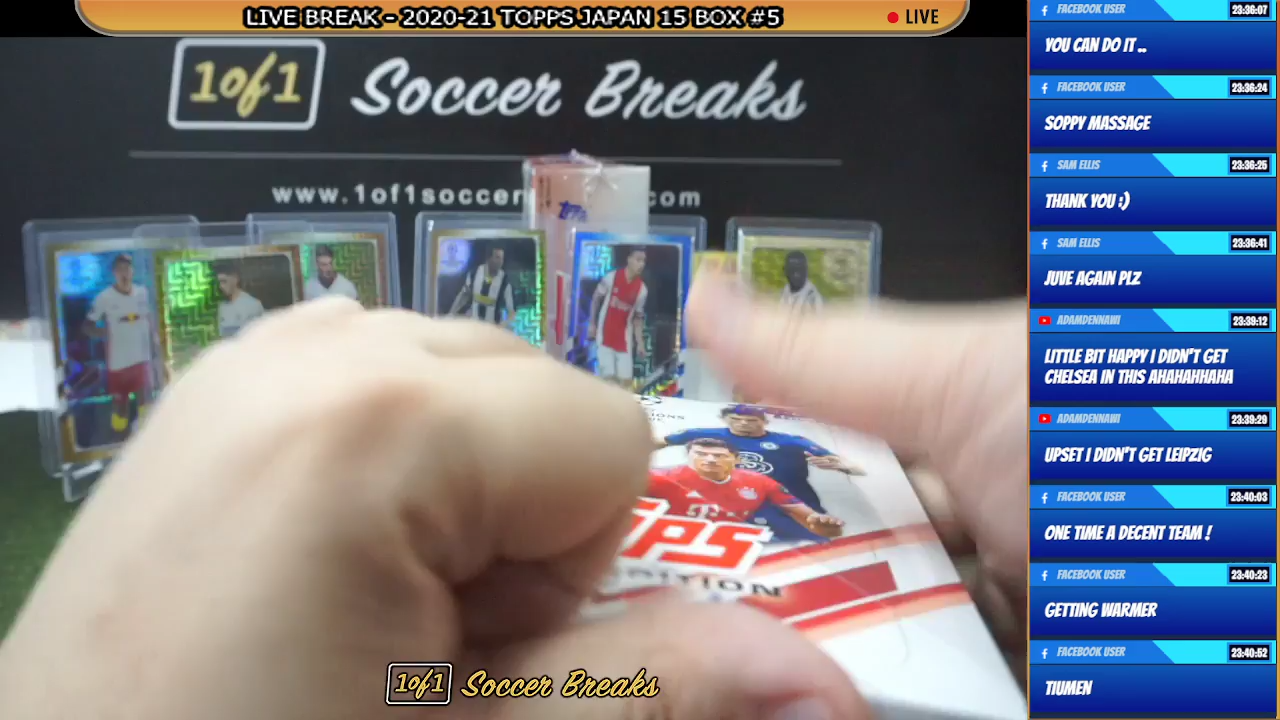 LIVE BREAK - 2020-21 TOPPS JAPAN 15 BOX #5
LIVE
1of1 Soccer Breaks
www.1of1soccer
om
TOPPS
1of1 Soccer Breaks
FACEBOOK USER 23:36:07
YOU CAN DO IT ..
FACEBOOK USER 23:36:24
SOPPY MASSAGE
SAM ELLIS 23:36:25
THANK YOU :)
SAM ELLIS 23:36:41
JUVE AGAIN PLZ
ADAMDENNAWI 23:39:12
LITTLE BIT HAPPY I DIDN'T GET
CHELSEA IN THIS AHAHAHHAHA
ADAMDENNAWI 23:39:29
UPSET I DIDN'T GET LEIPZIG
FACEBOOK USER 23:40:03
ONE TIME A DECENT TEAM !
FACEBOOK USER 23:40:23
GETTING WARMER
FACEBOOK USER 23:40:52
TIUMEN